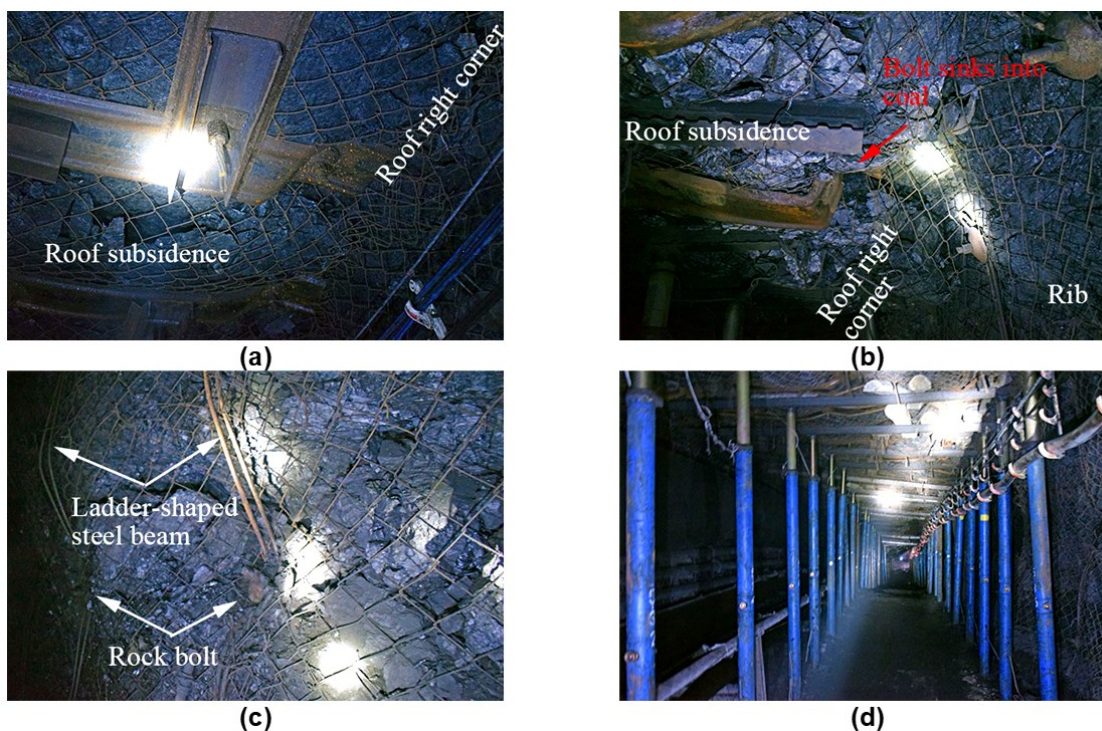 Roof subsidence
Roof right corner
(a)
Bolt sinks into
coal
Roof subsidence
Roof right
corner
Rib
(b)
Ladder-shaped
steel beam
Rock bolt
(c)
(d)